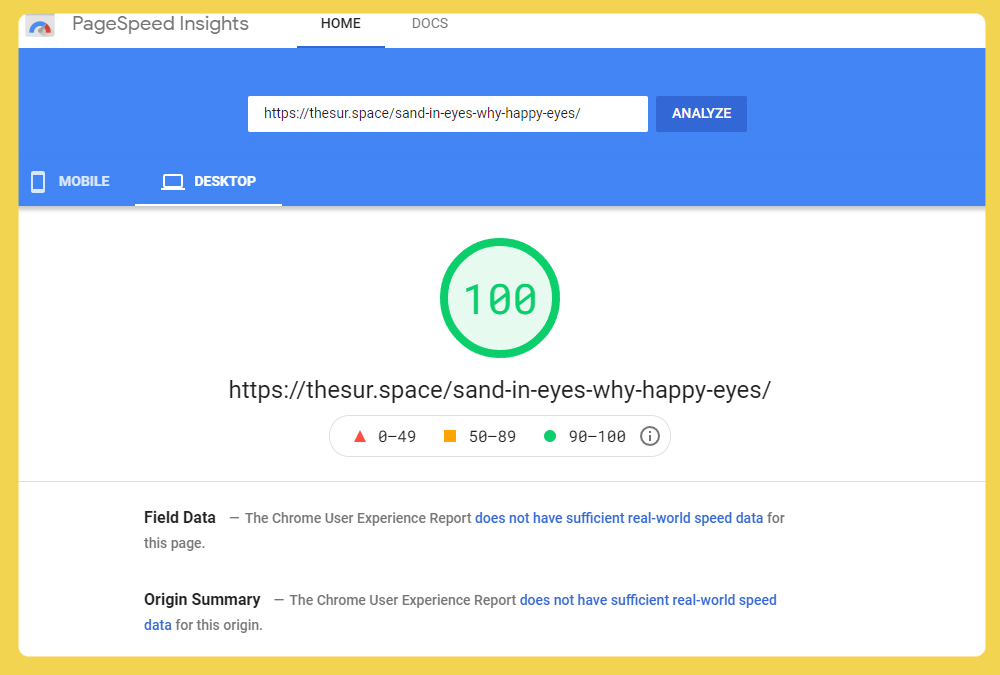 PageSpeed Insights HOME DOCS
https://thesur.space/sand-in-eyes-why-happy-eyes/ ANALYZE
MOBILE DESKTOP
100
https://thesur.space/sand-in-eyes-why-happy-eyes/
0–49 50–89 90–100
Field Data — The Chrome User Experience Report does not have sufficient real-world speed data for
this page.
Origin Summary — The Chrome User Experience Report does not have sufficient real-world speed
data for this origin.